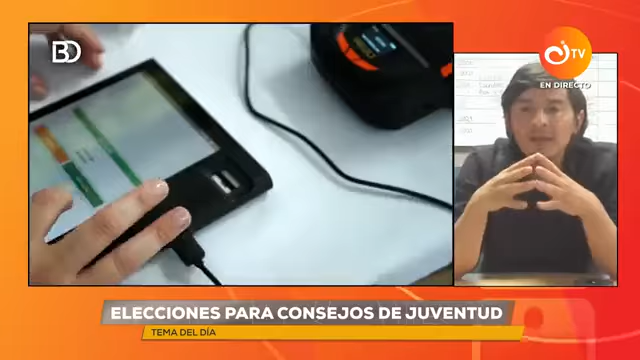 BD
TV
EN DIRECTO
ELECCIONES PARA CONSEJOS DE JUVENTUD
TEMA DEL DÍA